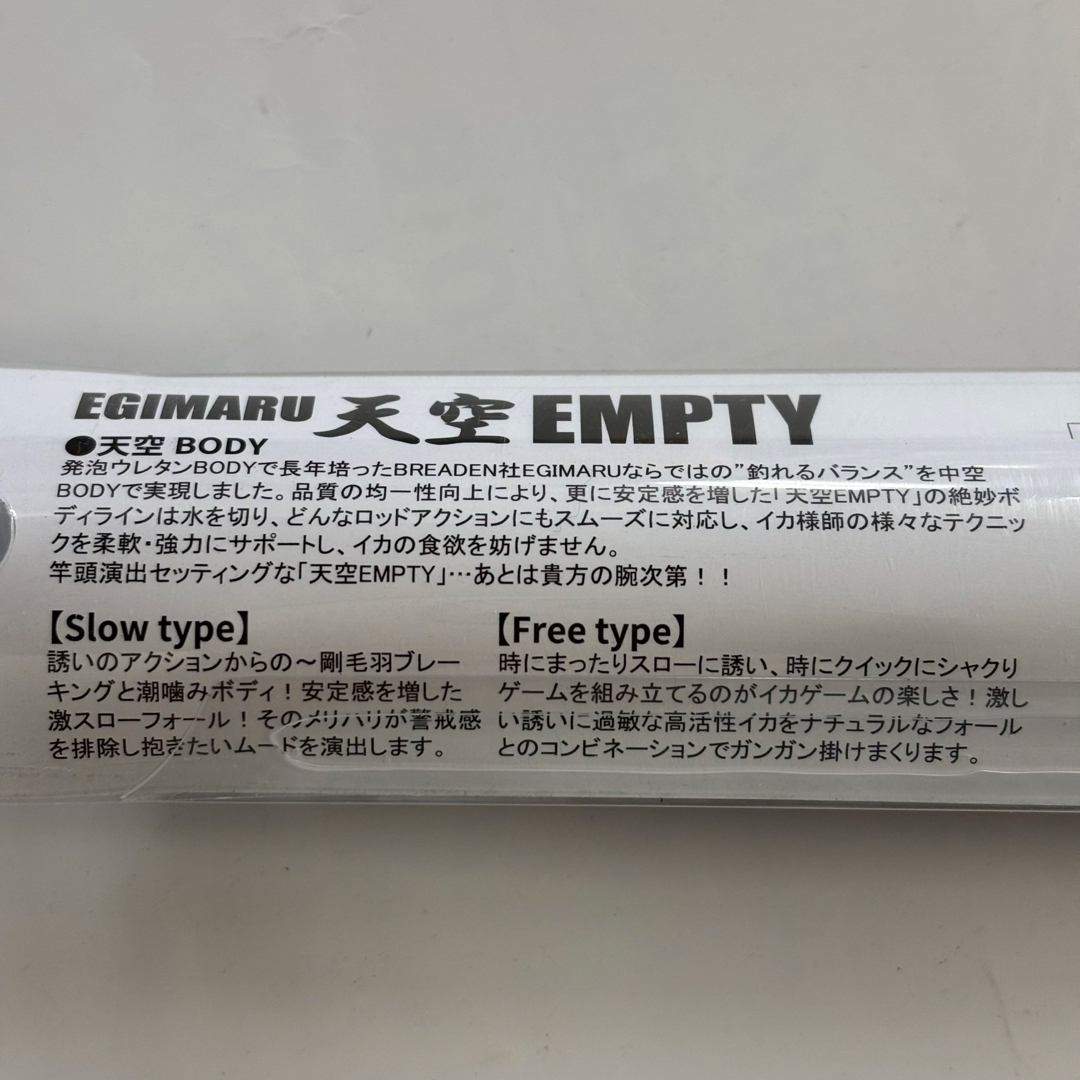 EGIMARU 天空 EMPTY
●天空 BODY
発泡ウレタンBODYで長年培ったBREADEN社EGIMARUならではの”釣れるバランス”を中空
BODYで実現しました。品質の均一性向上により、更に安定感を増した「天空EMPTY」の絶妙ボ
ディラインは水を切り、どんなロッドアクションにもスムーズに対応し、イカ様師の様々なテクニッ
クを柔軟・強力にサポートし、イカの食欲を妨げません。
竿頭演出セッティングな「天空EMPTY」…あとは貴方の腕次第！！
【Slow type】
誘いのアクションからの～剛毛羽ブレー
キングと潮噛みボディ！安定感を増した
激スローフォール！そのメリハリが警戒感
を排除し抱きたいムードを演出します。
【Free type】
時にまったりスローに誘い、時にクイックにシャクり
ゲームを組み立てるのがイカゲームの楽しさ！激し
い誘いに過敏な高活性イカをナチュラルなフォール
とのコンビネーションでガンガン掛けまくります。